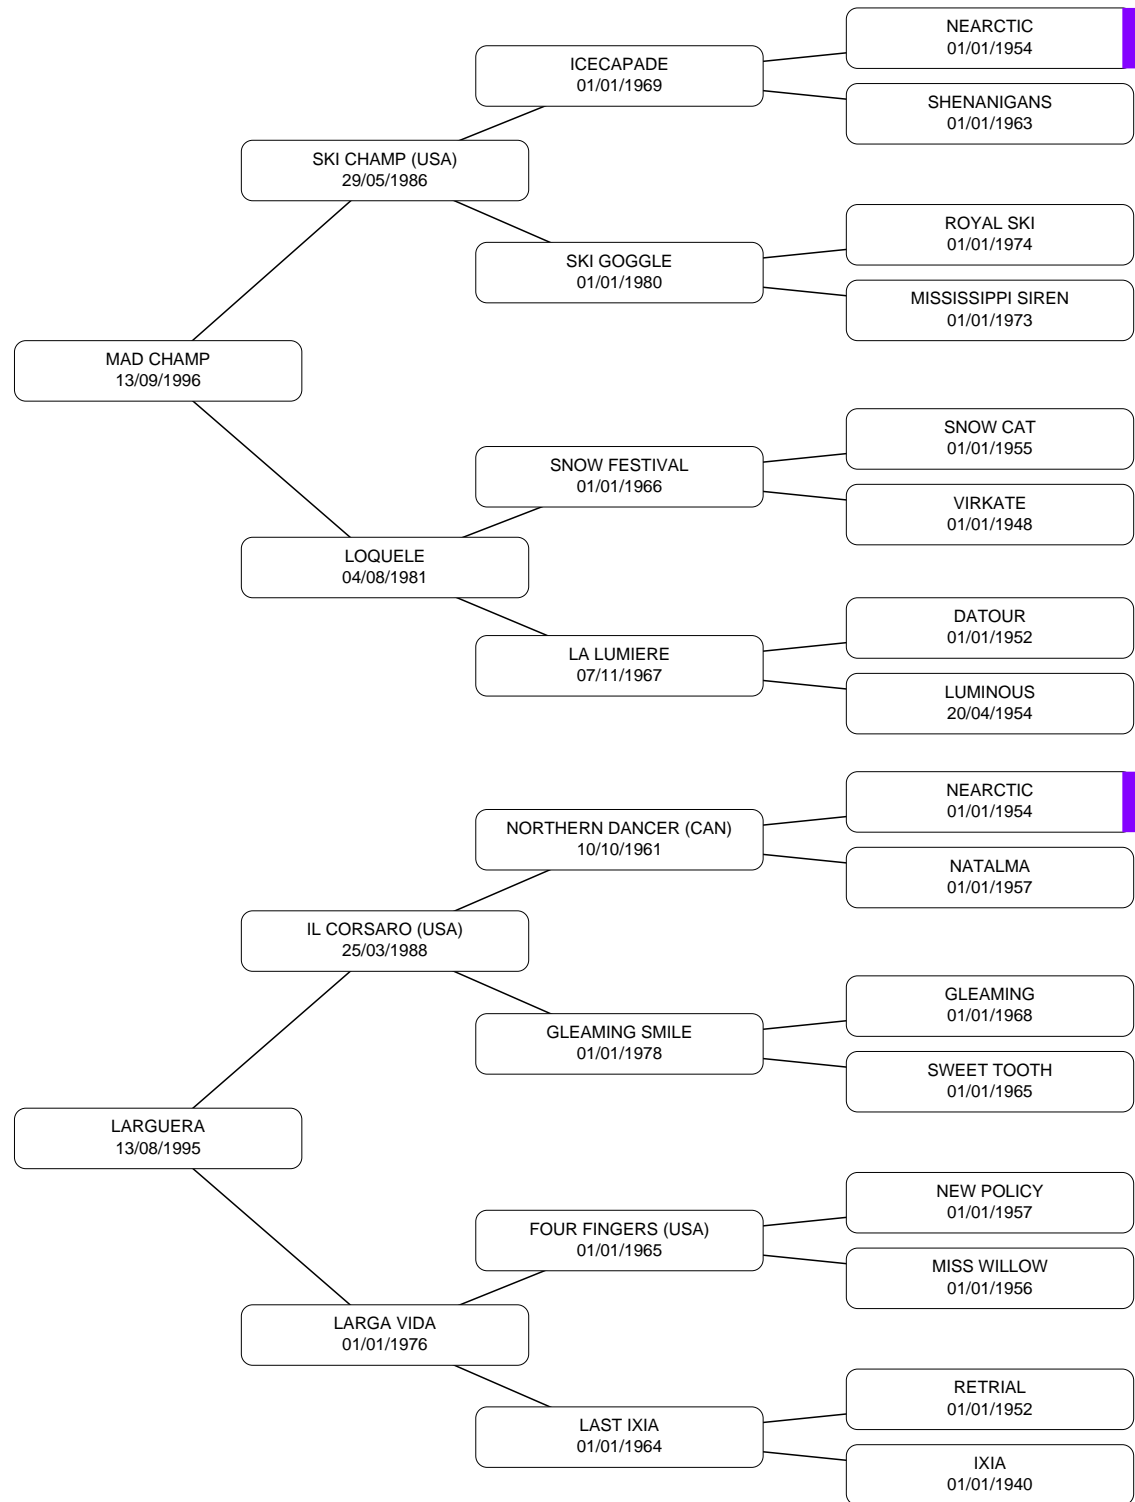 NEARCTIC
01/01/1954
ICECAPADE
01/01/1969
SHENANIGANS
01/01/1963
SKI CHAMP (USA)
29/05/1986
ROYAL SKI
01/01/1974
SKI GOGGLE
01/01/1980
MISSISSIPPI SIREN
01/01/1973
MAD CHAMP
13/09/1996
SNOW CAT
01/01/1955
SNOW FESTIVAL
01/01/1966
VIRKATE
01/01/1948
LOQUELE
04/08/1981
DATOUR
01/01/1952
LA LUMIERE
07/11/1967
LUMINOUS
20/04/1954
NEARCTIC
01/01/1954
NORTHERN DANCER (CAN)
10/10/1961
NATALMA
01/01/1957
IL CORSARO (USA)
25/03/1988
GLEAMING
01/01/1968
GLEAMING SMILE
01/01/1978
SWEET TOOTH
01/01/1965
LARGUERA
13/08/1995
NEW POLICY
01/01/1957
FOUR FINGERS (USA)
01/01/1965
MISS WILLOW
01/01/1956
LARGA VIDA
01/01/1976
RETRIAL
01/01/1952
LAST IXIA
01/01/1964
IXIA
01/01/1940